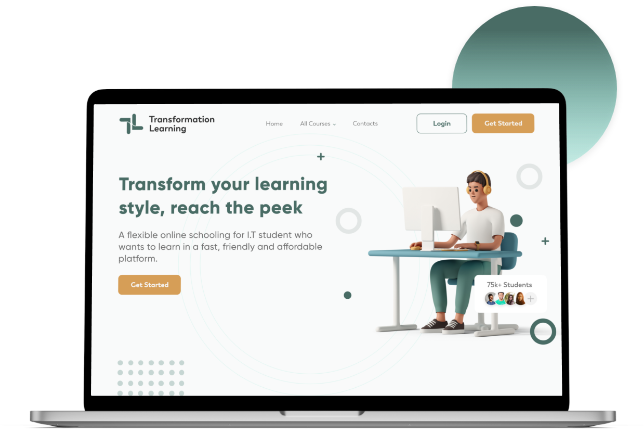 Transformation
Learning
Home
All Courses
Contacts
Login
Get Started
Transform your learning
style, reach the peek
A flexible online schooling for I.T student who
wants to learn in a fast, friendly and affordable
platform.
Get Started
75k+ Students